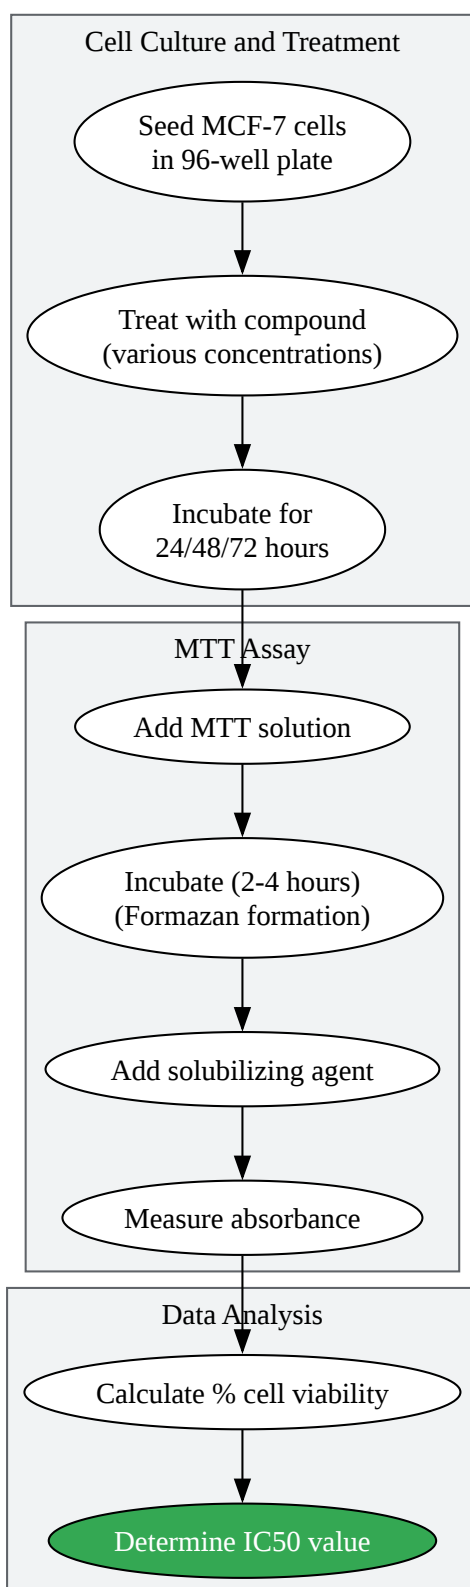 Cell Culture and Treatment
Seed MCF-7 cells
in 96-well plate
Treat with compound
(various concentrations)
Incubate for
24/48/72 hours
MTT Assay
Add MTT solution
Incubate (2-4 hours)
(Formazan formation)
Add solubilizing agent
Measure absorbance
Data Analysis
Calculate % cell viability
Determine IC50 value